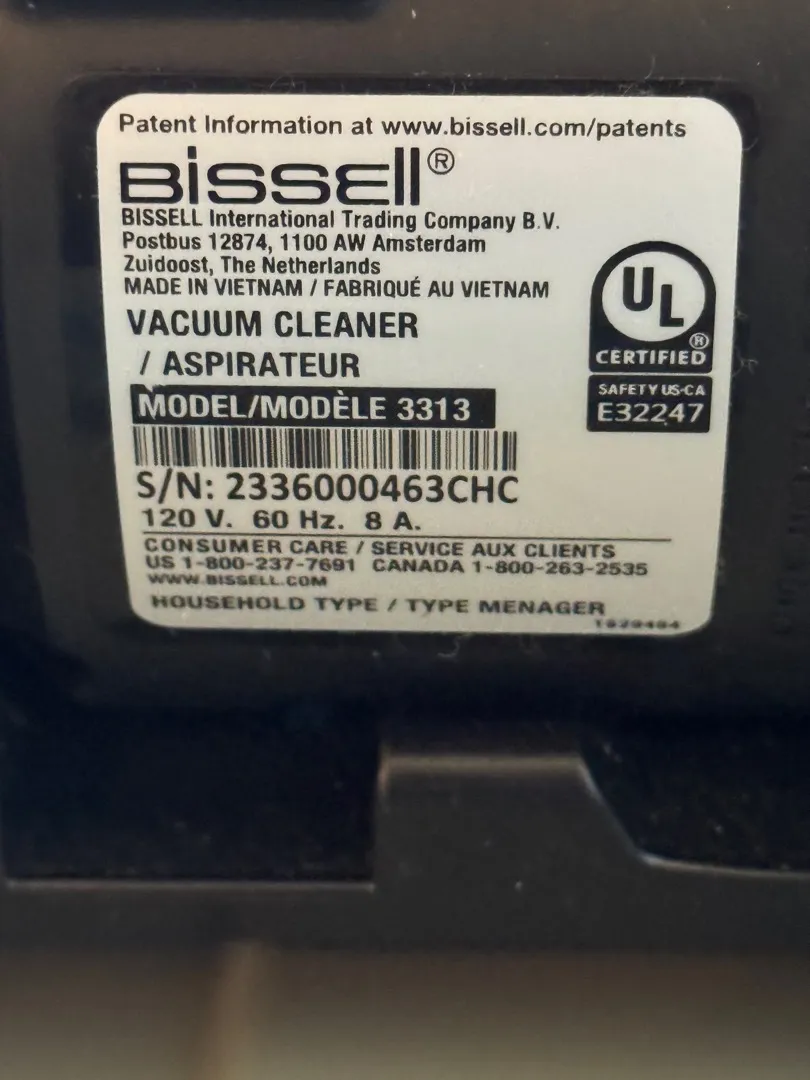 Patent Information at www.bissell.com/patents
BISSELL®
BISSELL International Trading Company B.V.
Postbus 12874, 1100 AW Amsterdam
Zuidoost, The Netherlands
MADE IN VIETNAM / FABRIQUÉ AU VIETNAM
VACUUM CLEANER
/ ASPIRATEUR
MODEL/MODÈLE 3313
S/N: 2336000463CHC
120 V. 60 Hz. 8 A.
CONSUMER CARE / SERVICE AUX CLIENTS
US 1-800-237-7691 CANADA 1-800-263-2535
WWW.BISSELL.COM
HOUSEHOLD TYPE / TYPE MENAGER
UL®
CERTIFIED
SAFETY US-CA
E32247